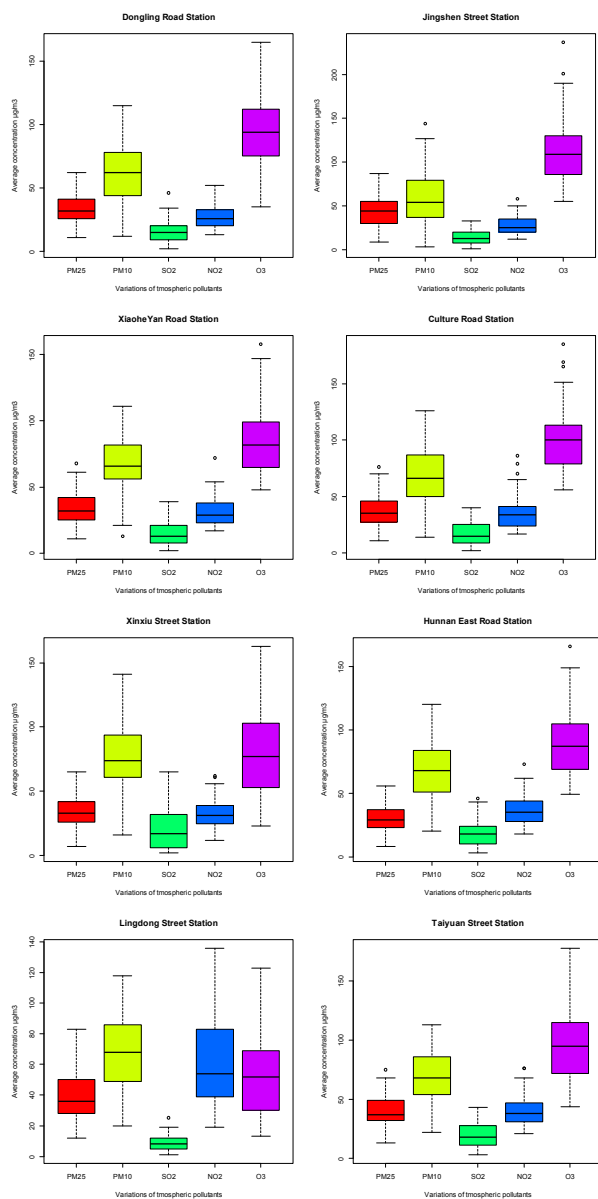 Dongling Road Station
Average concentration µg/m3
0 50 100 150
PM25 PM10 SO2 NO2 O3
Variations of tmospheric pollutants
Jingshen Street Station
Average concentration µg/m3
0 50 100 150 200
PM25 PM10 SO2 NO2 O3
Variations of tmospheric pollutants
XiaoheYan Road Station
Average concentration µg/m3
0 50 100 150
PM25 PM10 SO2 NO2 O3
Variations of tmospheric pollutants
Culture Road Station
Average concentration µg/m3
0 50 100 150
PM25 PM10 SO2 NO2 O3
Variations of tmospheric pollutants
Xinxiu Street Station
Average concentration µg/m3
0 50 100 150
PM25 PM10 SO2 NO2 O3
Variations of tmospheric pollutants
Hunnan East Road Station
Average concentration µg/m3
0 50 100 150
PM25 PM10 SO2 NO2 O3
Variations of tmospheric pollutants
Lingdong Street Station
Average concentration µg/m3
0 20 40 60 80 100 120 140
PM25 PM10 SO2 NO2 O3
Variations of tmospheric pollutants
Taiyuan Street Station
Average concentration µg/m3
0 50 100 150
PM25 PM10 SO2 NO2 O3
Variations of tmospheric pollutants